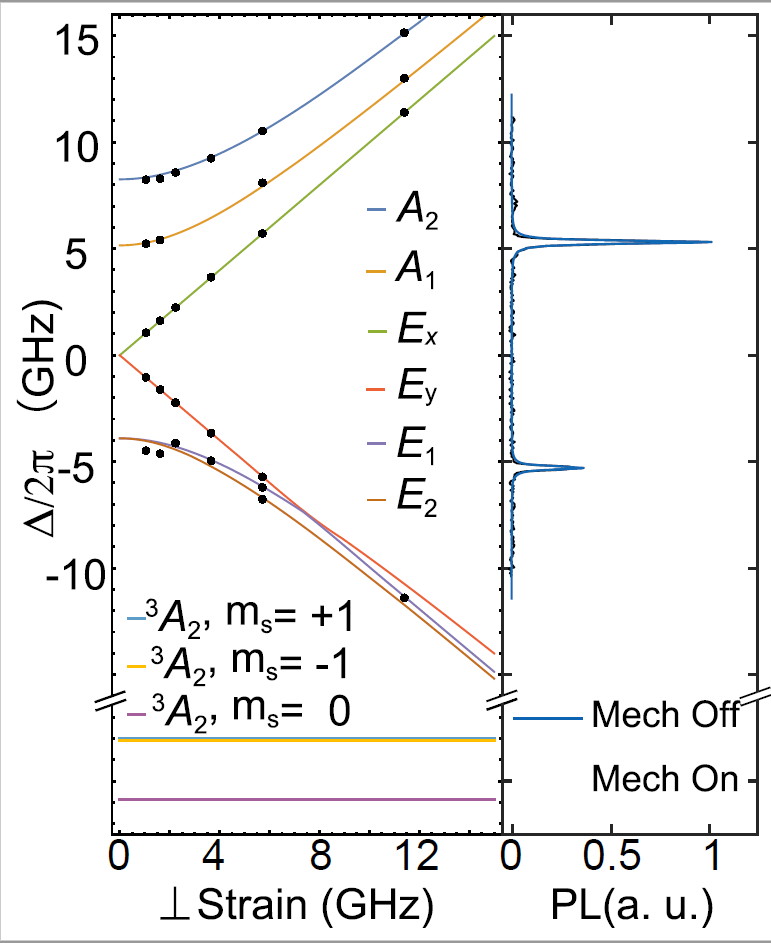 15
10
5
0
-5
-10
Δ/2π (GHz)
A2
A1
Ex
Ey
E1
E2
3A2, ms= +1
3A2, ms= -1
3A2, ms= 0
Mech Off
Mech On
0 4 8 12
0 0.5 1
⊥Strain (GHz)
PL(a. u.)